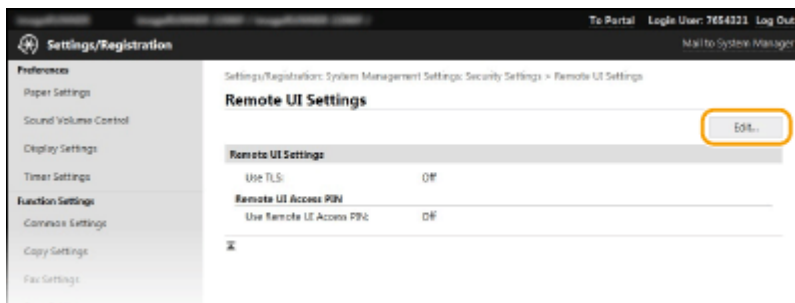 To Portal Login User: 7654321 Log Out
Settings/Registration
Mail to System Manager
Preferences
Paper Settings
Sound Volume Control
Display Settings
Timer Settings
Function Settings
Common Settings
Copy Settings
Fax Settings
Settings/Registration: System Management Settings: Security Settings > Remote UI Settings
Remote UI Settings
Edit...
Remote UI Settings
Use TLS: Off
Remote UI Access PIN
Use Remote UI Access PIN: Off